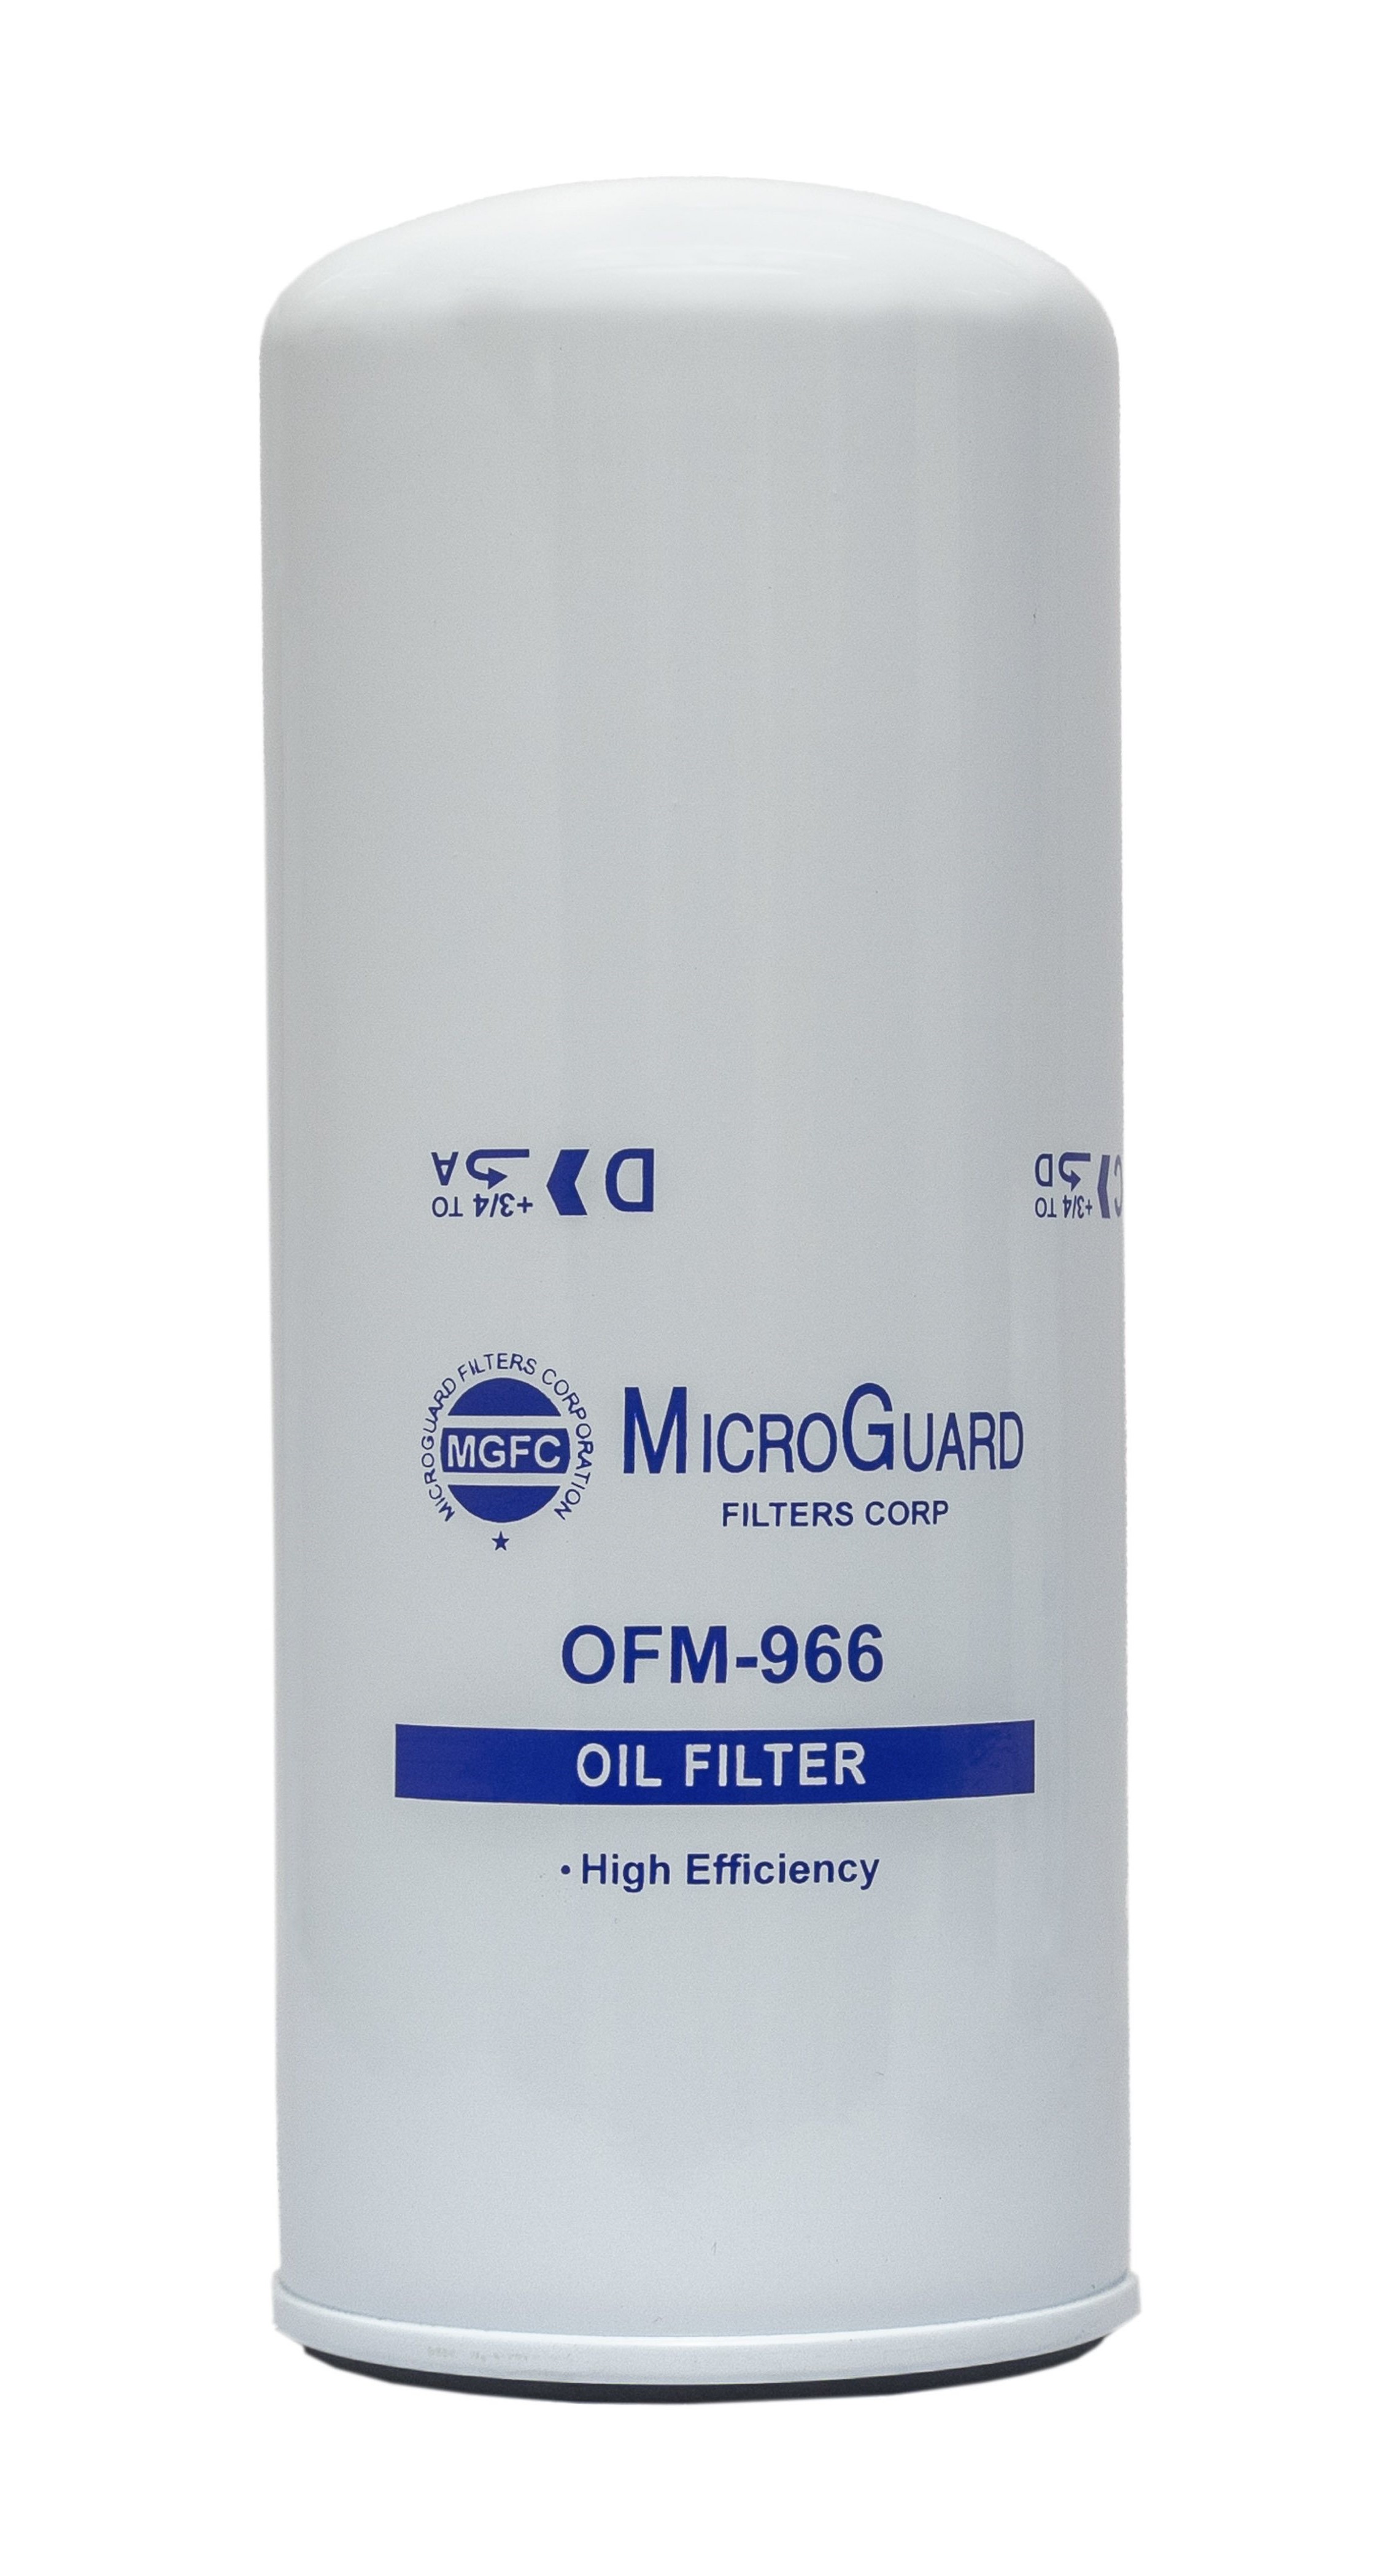 D
+3/4 TO
A
C
+3/4 TO
D
MICROGUARD FILTERS CORPORATION
MGFC
MICROGUARD
FILTERS CORP
OFM-966
OIL FILTER
• High Efficiency